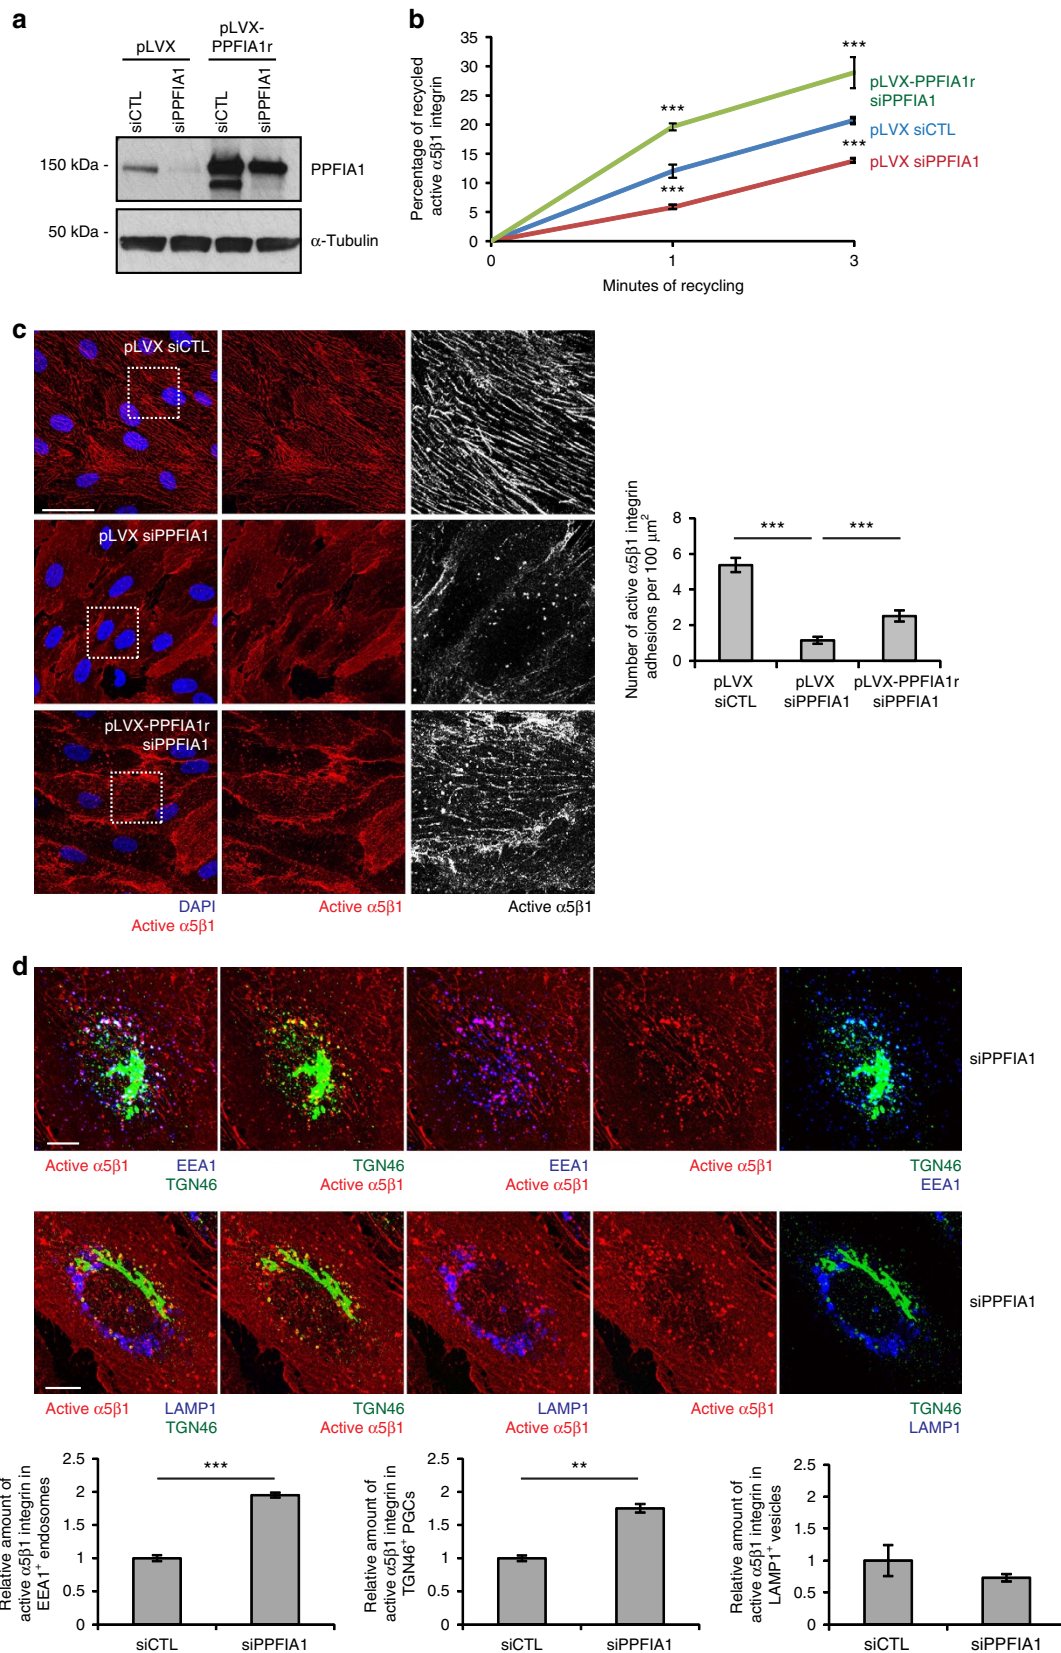 a
pLVX
pLVX-
PPFIA1r
siCTL
siPPFIA1
siCTL
siPPFIA1
150 kDa -
PPFIA1
50 kDa -
α-Tubulin
b
Percentage of recycled
active α5β1 integrin
35
30
25
20
15
10
5
0
***
***
***
***
pLVX-PPFIA1r
siPPFIA1
pLVX siCTL
pLVX siPPFIA1
0
1
3
Minutes of recycling
c
pLVX siCTL
pLVX siPPFIA1
pLVX-PPFIA1r
siPPFIA1
DAPI
Active α5β1
Active α5β1
Active α5β1
Number of active α5β1 integrin
adhesions per 100 μm²
8
6
4
2
0
***
***
pLVX
siCTL
pLVX
siPPFIA1
pLVX-PPFIA1r
siPPFIA1
d
siPPFIA1
Active α5β1 EEA1
TGN46
TGN46
Active α5β1
EEA1
Active α5β1
Active α5β1
TGN46
EEA1
siPPFIA1
Active α5β1 LAMP1
TGN46
TGN46
Active α5β1
LAMP1
Active α5β1
Active α5β1
TGN46
LAMP1
Relative amount of
active α5β1 integrin in
EEA1⁺ endosomes
2.5
2
1.5
1
0.5
0
***
siCTL
siPPFIA1
Relative amount of
active α5β1 integrin in
TGN46⁺ PGCs
2.5
2
1.5
1
0.5
0
**
siCTL
siPPFIA1
Relative amount of
active α5β1 integrin in
LAMP1⁺ vesicles
2.5
2
1.5
1
0.5
0
siCTL
siPPFIA1